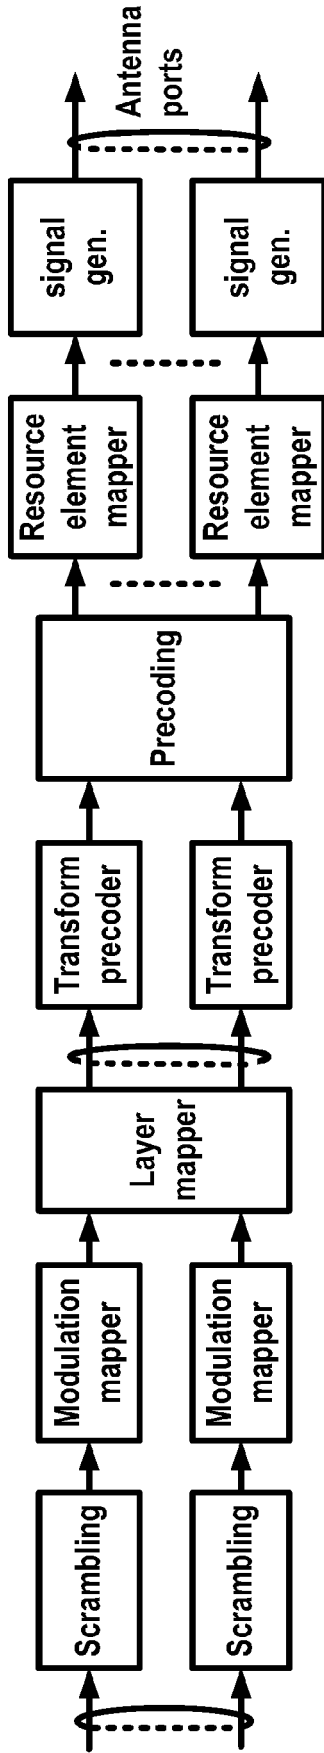 Scrambling
Modulation
mapper
Layer
mapper
Transform
precoder
Precoding
Resource
element
mapper
signal
gen.
Antenna
ports
Scrambling
Modulation
mapper
Transform
precoder
Resource
element
mapper
signal
gen.